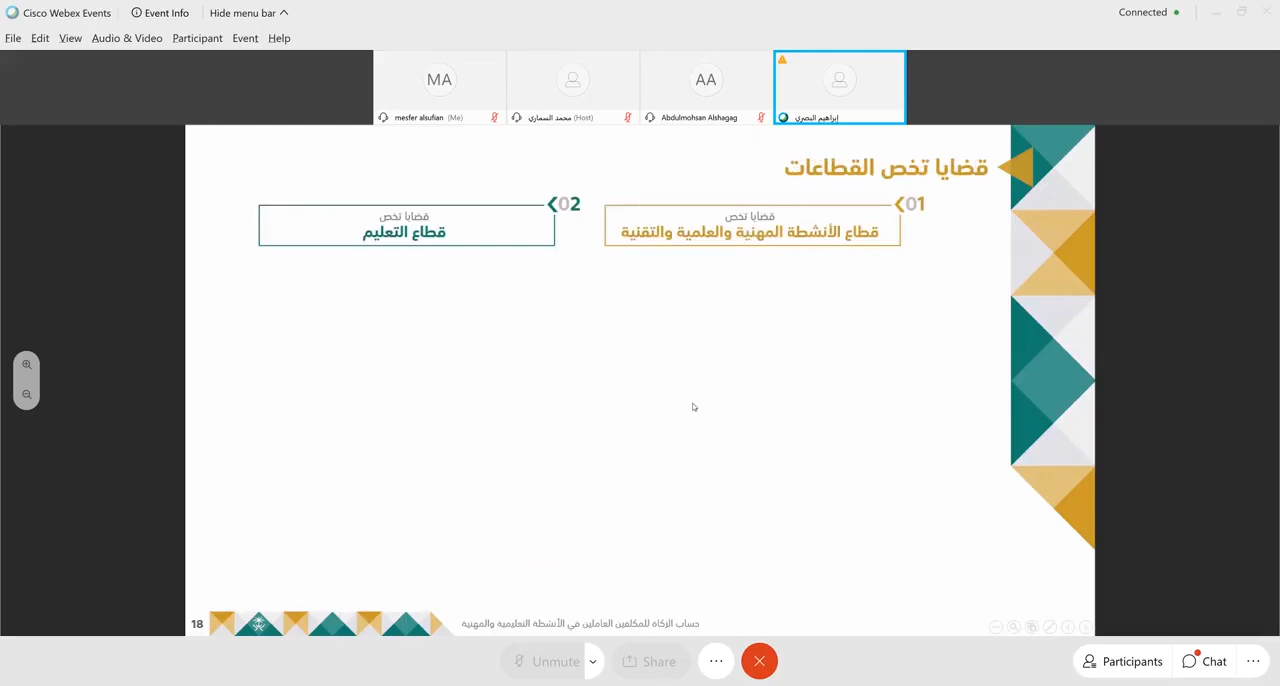 Cisco Webex Events
Event Info
Hide menu bar
Connected
File Edit View Audio & Video Participant Event Help
MA
AA
mesfer alsufian (Me)
محمد السماري (Host)
Abdulmohsan Alshagag
إبراهيم البصري
قضايا تخص القطاعات
01
قضايا تخص
قطاع الأنشطة المهنية والعلمية والتقنية
02
قضايا تخص
قطاع التعليم
حساب الزكاة للمكلفين العاملين في الأنشطة التعليمية والمهنية
18
Unmute
Share
Participants
Chat